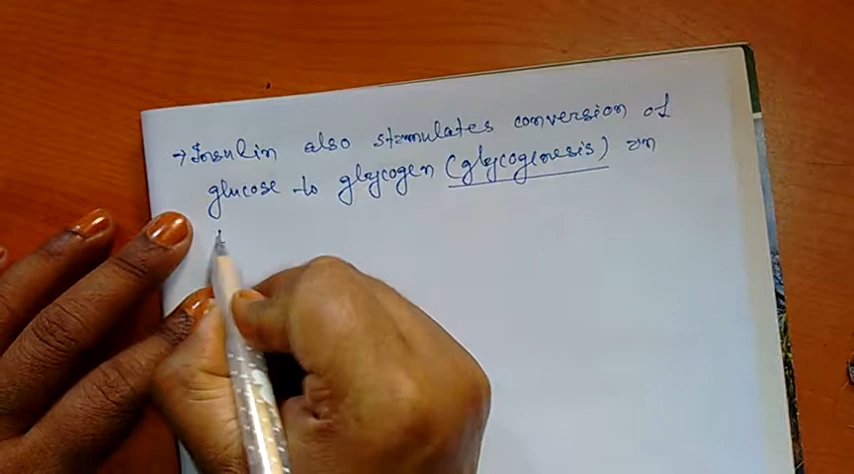 → Insulin also stimulates conversion of
glucose to glycogen (glycogenesis) in